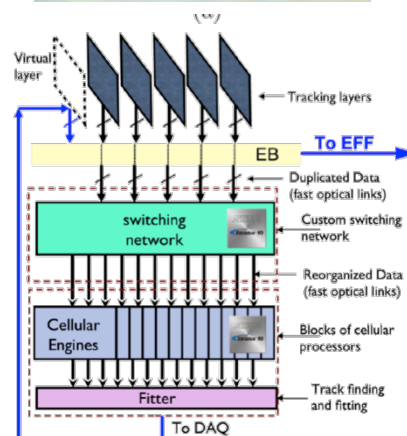 (a)
Virtual
layer
Tracking layers
To EFF
EB
Duplicated Data
(fast optical links)
switching
network
Custom switching
network
Reorganized Data
(fast optical links)
Cellular
Engines
Blocks of cellular
processors
Fitter
Track finding
and fitting
To DAQ